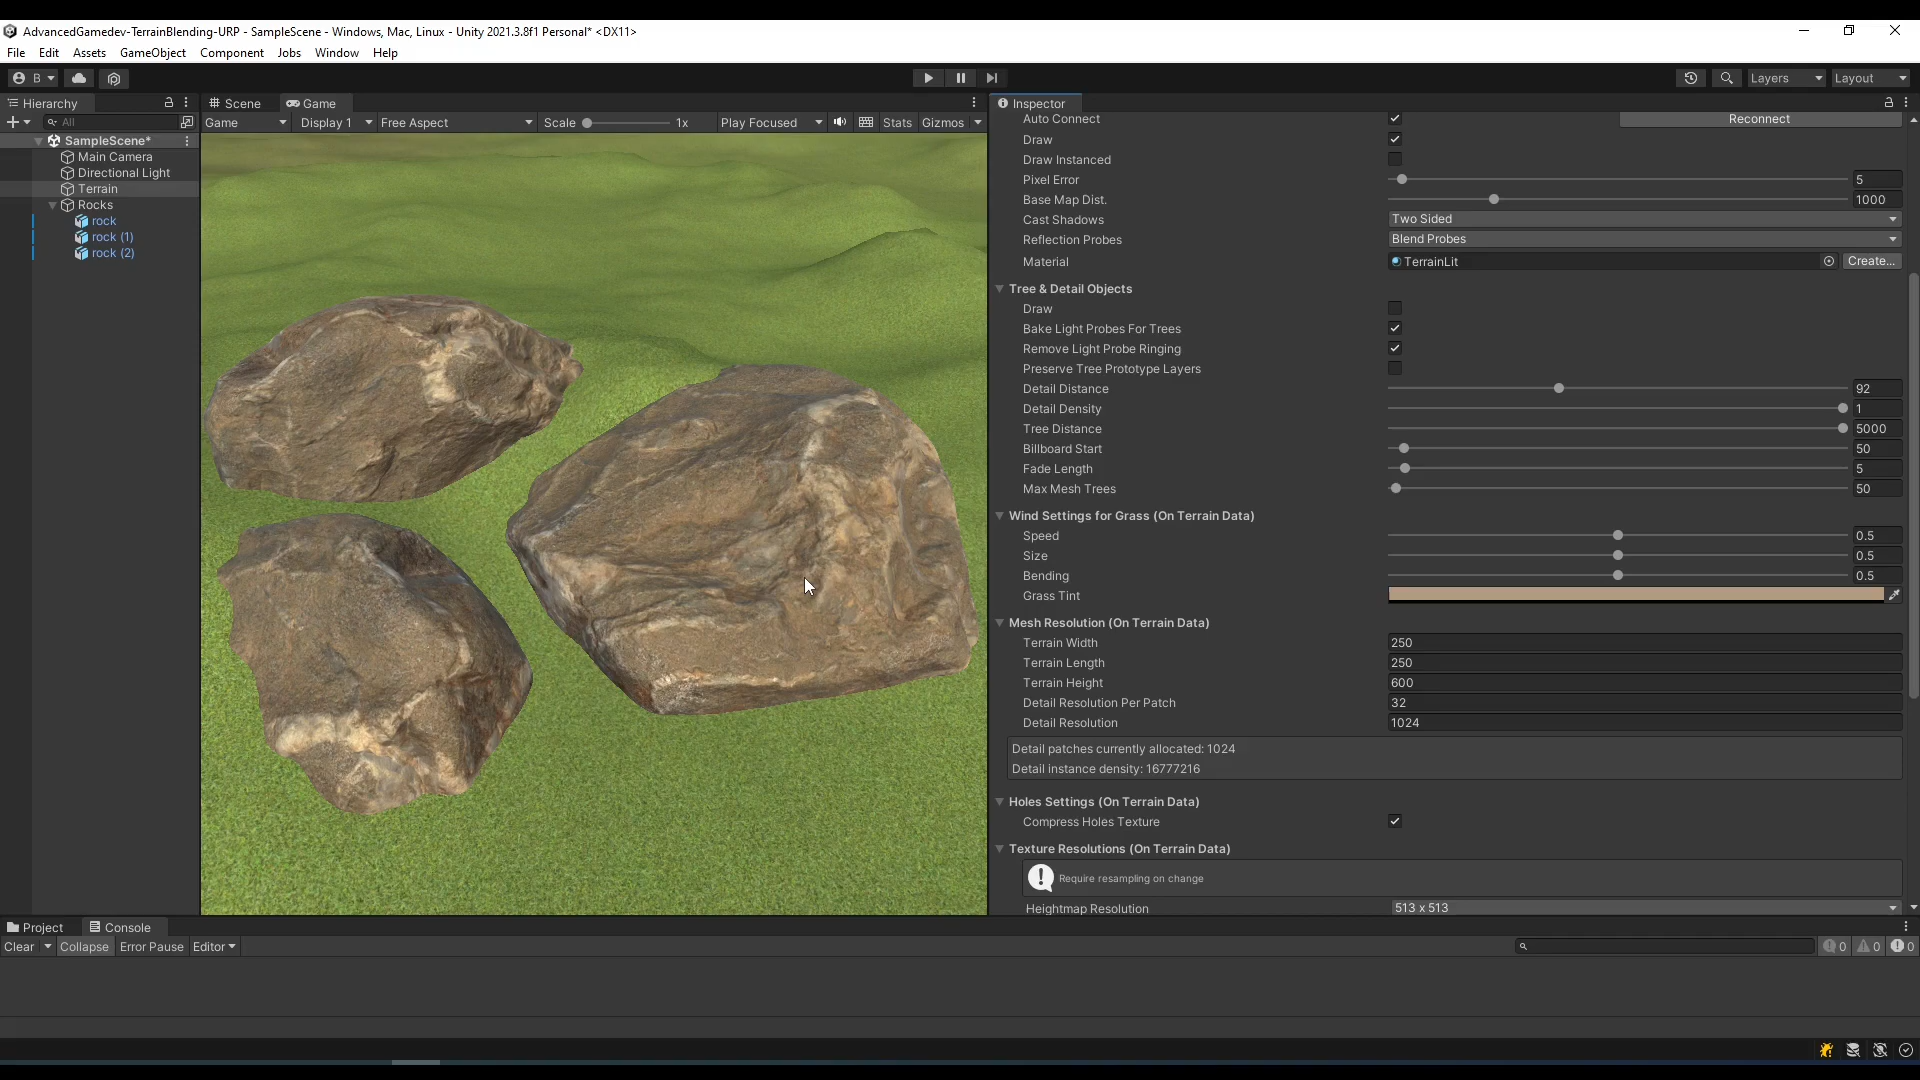 AdvancedGamedev-TerrainBlending-URP - SampleScene - Windows, Mac, Linux - Unity 2021.3.8f1 Personal* <DX11>
File Edit Assets GameObject Component Jobs Window Help
B Layers Layout
Hierarchy
All
SampleScene*
Main Camera
Directional Light
Terrain
Rocks
rock
rock (1)
rock (2)
Scene Game
Game Display 1 Free Aspect Scale 1x Play Focused Stats Gizmos
Inspector
Auto Connect Reconnect
Draw
Draw Instanced
Pixel Error 5
Base Map Dist. 1000
Cast Shadows Two Sided
Reflection Probes Blend Probes
Material TerrainLit Create...
Tree & Detail Objects
Draw
Bake Light Probes For Trees
Remove Light Probe Ringing
Preserve Tree Prototype Layers
Detail Distance 92
Detail Density 1
Tree Distance 5000
Billboard Start 50
Fade Length 5
Max Mesh Trees 50
Wind Settings for Grass (On Terrain Data)
Speed 0.5
Size 0.5
Bending 0.5
Grass Tint
Mesh Resolution (On Terrain Data)
Terrain Width 250
Terrain Length 250
Terrain Height 600
Detail Resolution Per Patch 32
Detail Resolution 1024
Detail patches currently allocated: 1024
Detail instance density: 16777216
Holes Settings (On Terrain Data)
Compress Holes Texture
Texture Resolutions (On Terrain Data)
Require resampling on change
Heightmap Resolution 513 x 513
Project Console
Clear Collapse Error Pause Editor 0 0 0